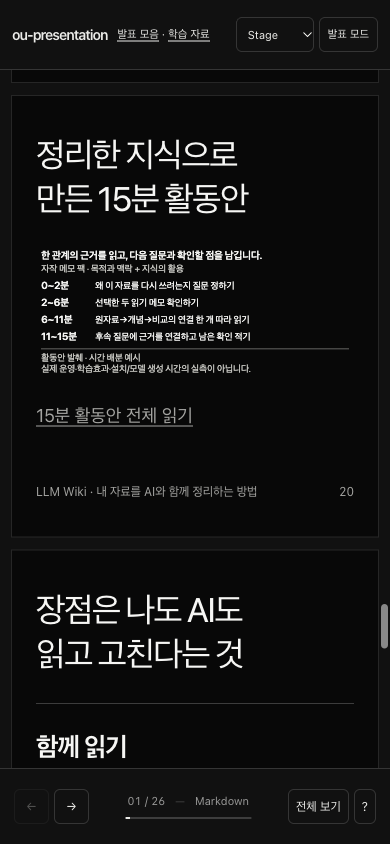 ou-presentation 발표 모음 · 학습 자료 Stage 발표 모드
정리한 지식으로
만든 15분 활동안
한 관계의 근거를 읽고, 다음 질문과 확인할 점을 남깁니다.
자작 메모 팩 · 목적과 맥락 + 지식의 활용
0~2분 왜 이 자료를 다시 쓰려는지 질문 정하기
2~6분 선택한 두 읽기 메모 확인하기
6~11분 원자료→개념→비교의 연결 한 개 따라 읽기
11~15분 후속 질문에 근거를 연결하고 남은 확인 적기
활동안 발췌 · 시간 배분 예시
실제 운영·학습효과·설치/모델 생성 시간의 실측이 아닙니다.
15분 활동안 전체 읽기
LLM Wiki · 내 자료를 AI와 함께 정리하는 방법 20
장점은 나도 AI도
읽고 고친다는 것
함께 읽기
← → 01 / 26 — Markdown 전체 보기 ?